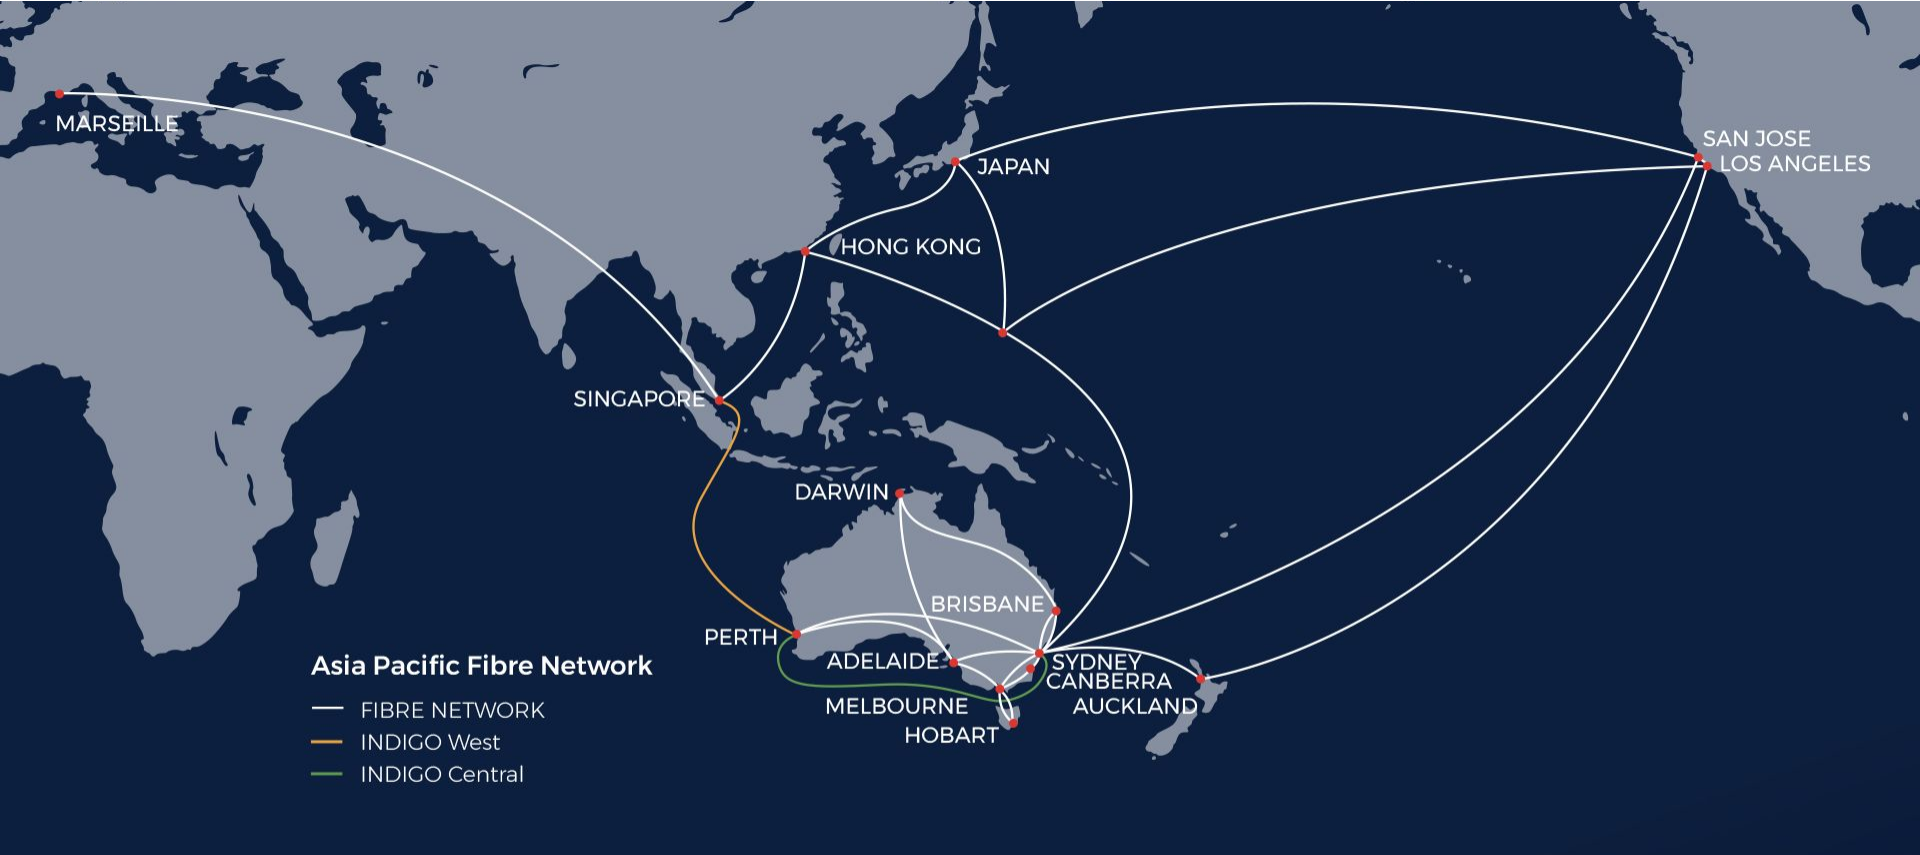 MARSEILLE
SAN JOSE
LOS ANGELES
JAPAN
HONG KONG
SINGAPORE
DARWIN
BRISBANE
PERTH
ADELAIDE
SYDNEY
CANBERRA
MELBOURNE
AUCKLAND
HOBART
Asia Pacific Fibre Network
FIBRE NETWORK
INDIGO West
INDIGO Central